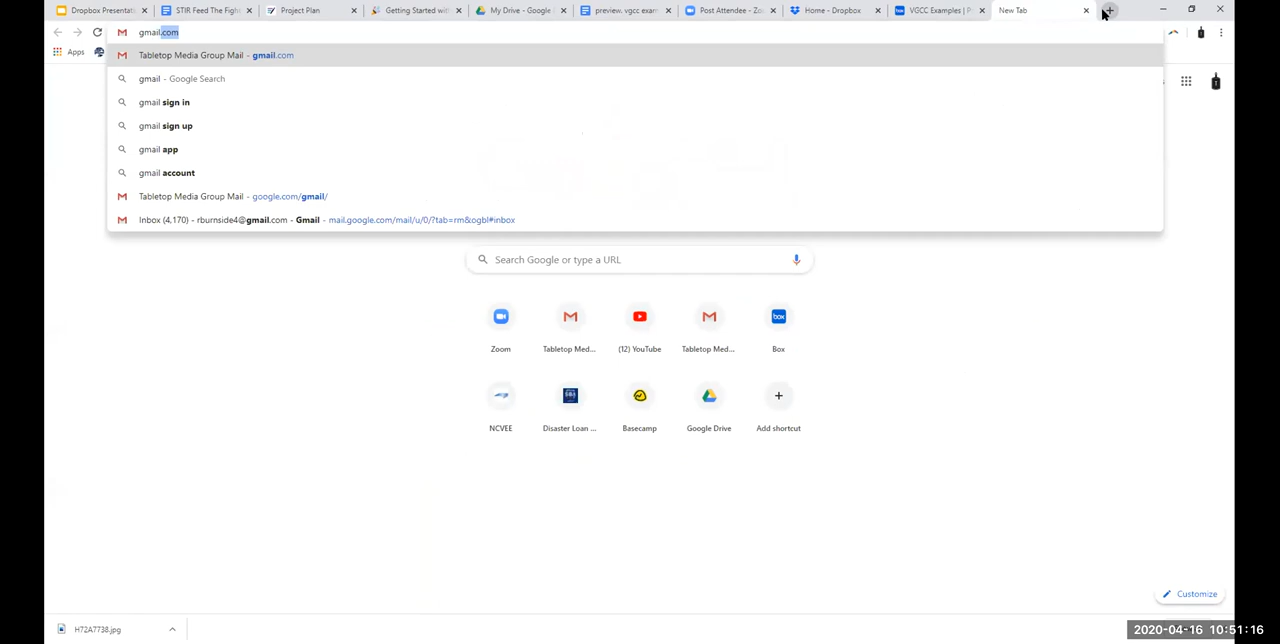 Dropbox Presentat
STIR Feed The Fight
Project Plan
Getting Started with
My Drive - Google
preview. vgcc exam
Post Attendee - Zo
Home - Dropbox
VGCC Examples | P
New Tab
gmail.com
Apps
Tabletop Media Group Mail - gmail.com
gmail - Google Search
gmail sign in
gmail sign up
gmail app
gmail account
Tabletop Media Group Mail - google.com/gmail/
Inbox (4,170) - rburnside4@gmail.com - Gmail - mail.google.com/mail/u/0/?tab=rm&ogbl#inbox
Search Google or type a URL
Zoom
Tabletop Med...
(12) YouTube
Tabletop Med...
Box
NCVEE
Disaster Loan ...
Basecamp
Google Drive
Add shortcut
Customize
H72A7738.jpg
2020-04-16 10:51:16